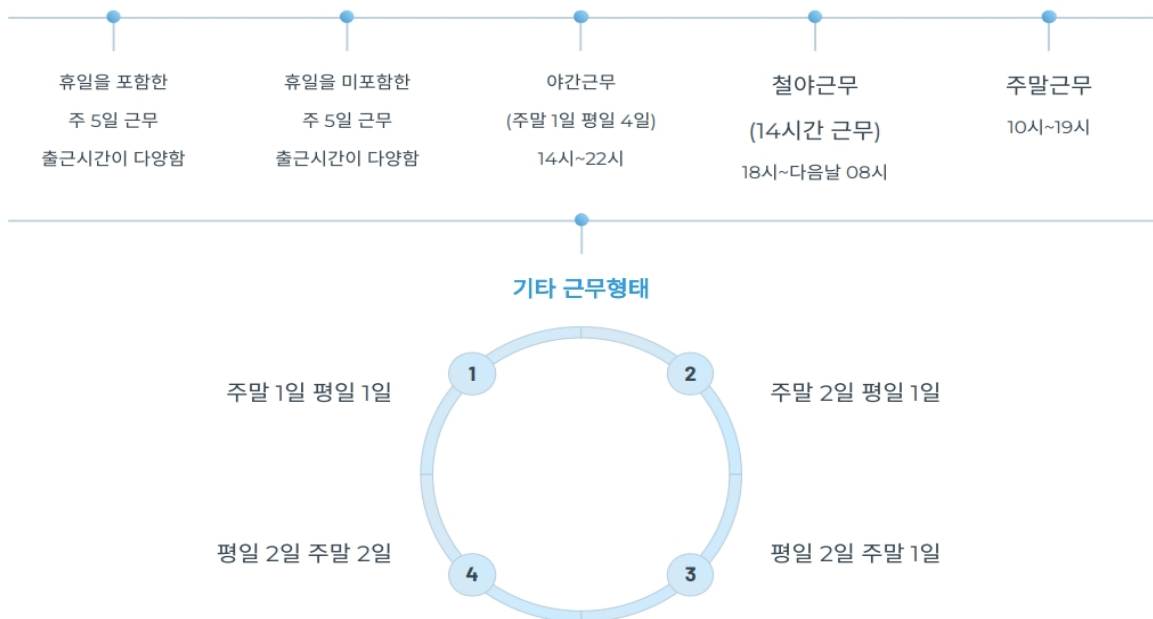 휴일을 포함한
주 5일 근무
출근시간이 다양함
휴일을 미포함한
주 5일 근무
출근시간이 다양함
야간근무
(주말 1일 평일 4일)
14시~22시
철야근무
(14시간 근무)
18시~다음날 08시
주말근무
10시~19시
기타 근무형태
1
주말 1일 평일 1일
2
주말 2일 평일 1일
3
평일 2일 주말 1일
4
평일 2일 주말 2일